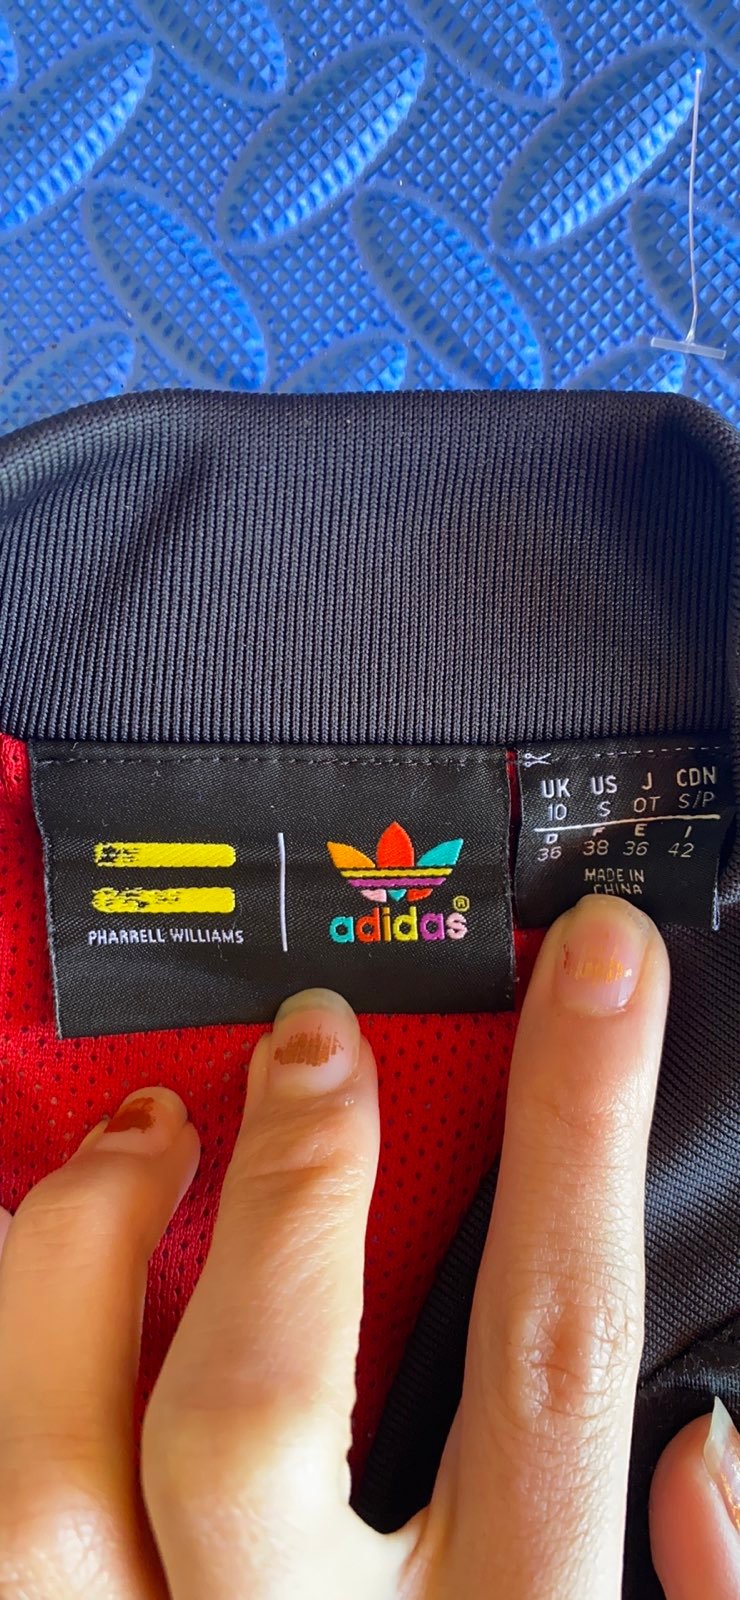 PHARRELL WILLIAMS
adidas®
UK US J CDN
10 S OT S/P
D F E I
36 38 36 42
MADE IN
CHINA